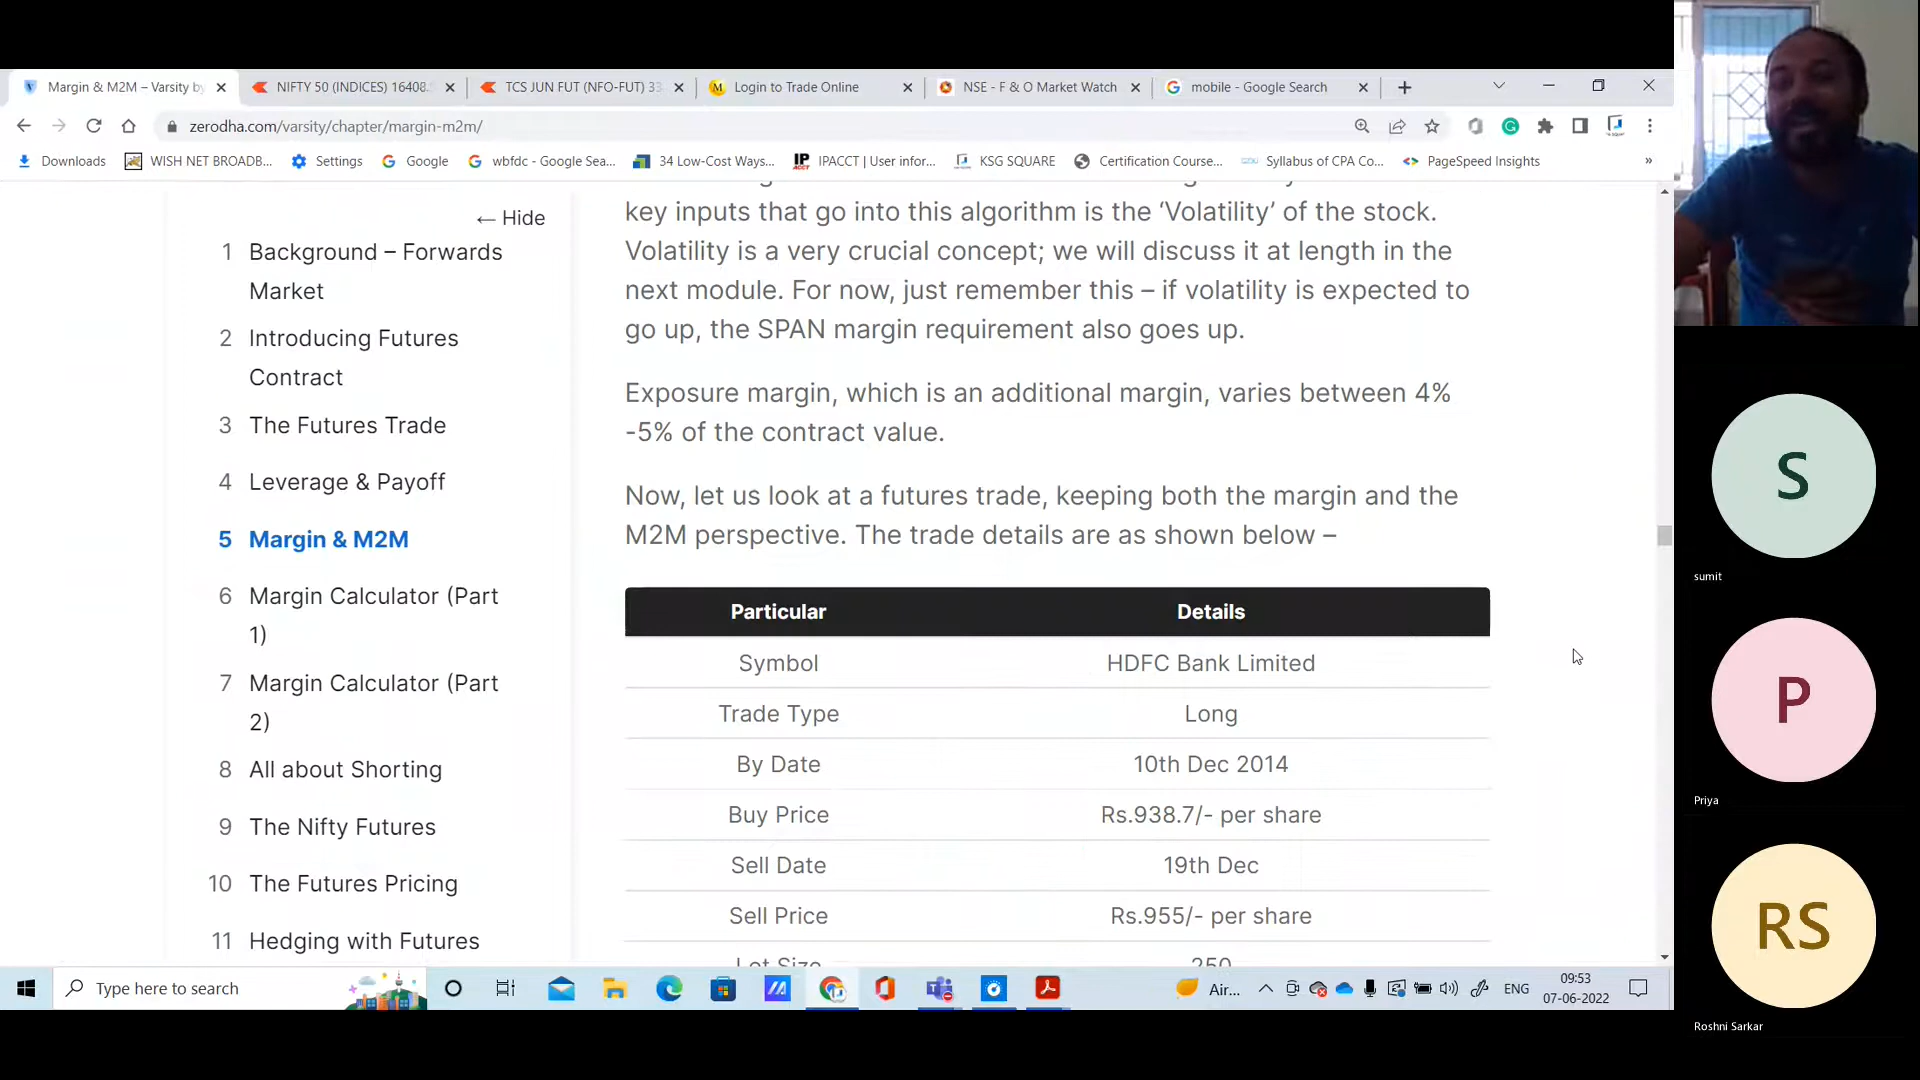 Margin & M2M – Varsity by
NIFTY 50 (INDICES) 16408.
TCS JUN FUT (NFO-FUT) 33
Login to Trade Online
NSE - F & O Market Watch
mobile - Google Search
zerodha.com/varsity/chapter/margin-m2m/
Downloads
WISH NET BROADB...
Settings
Google
wbfdc - Google Sea...
34 Low-Cost Ways...
IPACCT | User infor...
KSG SQUARE
Certification Course...
Syllabus of CPA Co...
PageSpeed Insights
»
← Hide
1 Background – Forwards
Market
2 Introducing Futures
Contract
3 The Futures Trade
4 Leverage & Payoff
5 Margin & M2M
6 Margin Calculator (Part
1)
7 Margin Calculator (Part
2)
8 All about Shorting
9 The Nifty Futures
10 The Futures Pricing
11 Hedging with Futures
key inputs that go into this algorithm is the ‘Volatility’ of the stock.
Volatility is a very crucial concept; we will discuss it at length in the
next module. For now, just remember this – if volatility is expected to
go up, the SPAN margin requirement also goes up.
Exposure margin, which is an additional margin, varies between 4%
-5% of the contract value.
Now, let us look at a futures trade, keeping both the margin and the
M2M perspective. The trade details are as shown below –
Particular Details
Symbol HDFC Bank Limited
Trade Type Long
By Date 10th Dec 2014
Buy Price Rs.938.7/- per share
Sell Date 19th Dec
Sell Price Rs.955/- per share
Lot Size 250
S
sumit
P
Priya
RS
Roshni Sarkar
Type here to search
Air...
ENG
09:53
07-06-2022